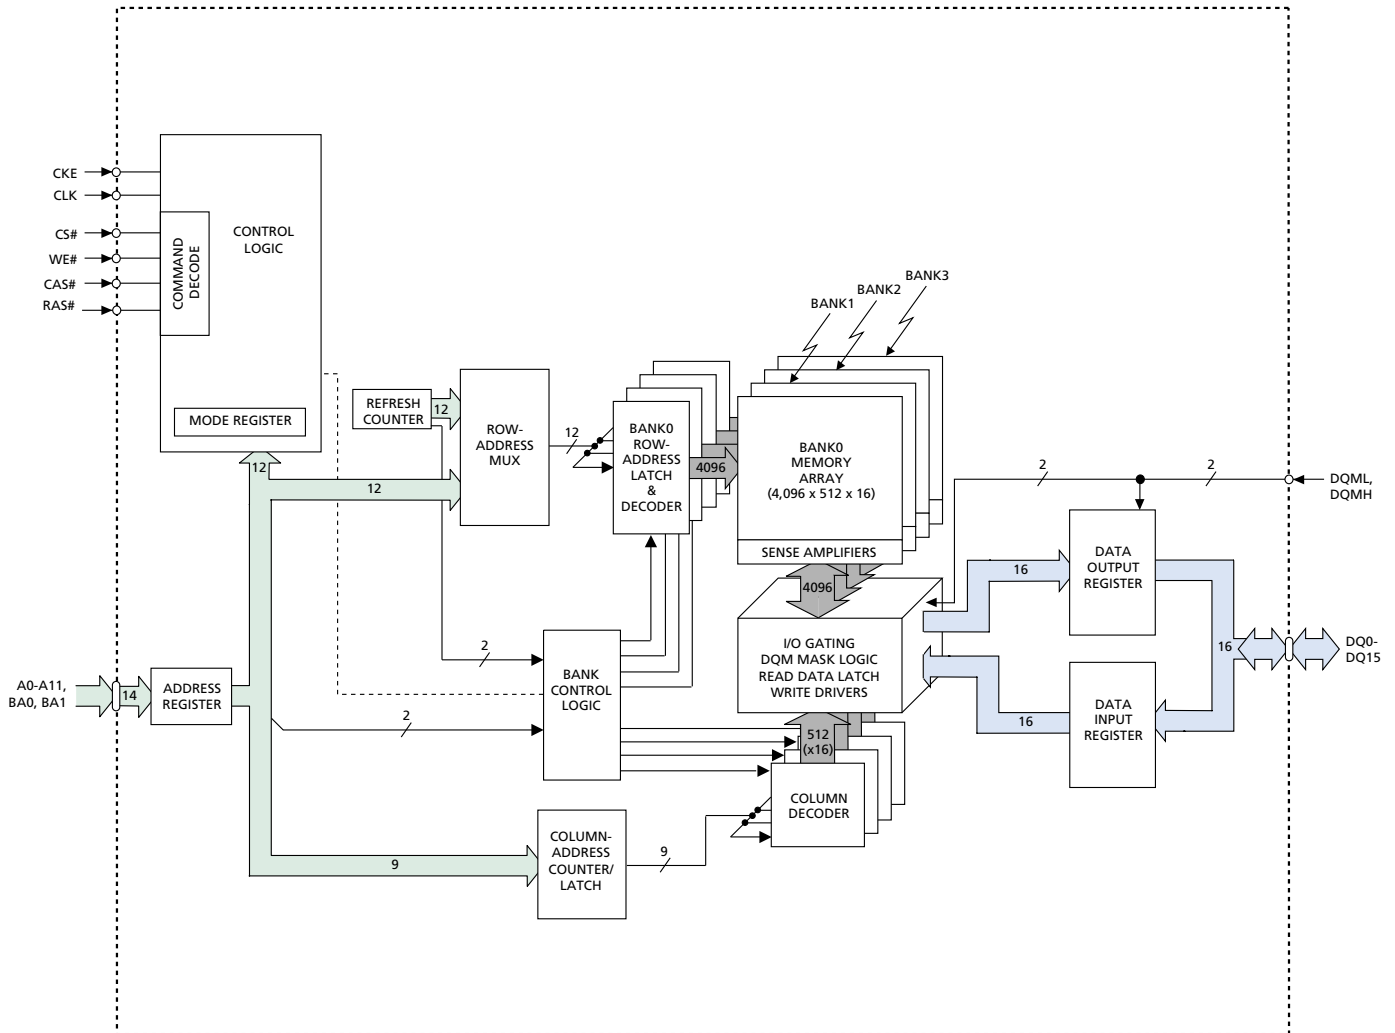 CKE
CLK
CS#
WE#
CAS#
RAS#
COMMAND
DECODE
CONTROL
LOGIC
MODE REGISTER
12
REFRESH
COUNTER
12
12
ROW-
ADDRESS
MUX
12
BANK0
ROW-
ADDRESS
LATCH
&
DECODER
4096
BANK1
BANK2
BANK3
BANK0
MEMORY
ARRAY
(4,096 x 512 x 16)
SENSE AMPLIFIERS
4096
I/O GATING
DQM MASK LOGIC
READ DATA LATCH
WRITE DRIVERS
2
2
DQML,
DQMH
16
DATA
OUTPUT
REGISTER
16
DQ0-
DQ15
16
DATA
INPUT
REGISTER
A0-A11,
BA0, BA1
14
ADDRESS
REGISTER
2
2
BANK
CONTROL
LOGIC
512
(x16)
COLUMN
DECODER
9
COLUMN-
ADDRESS
COUNTER/
LATCH
9